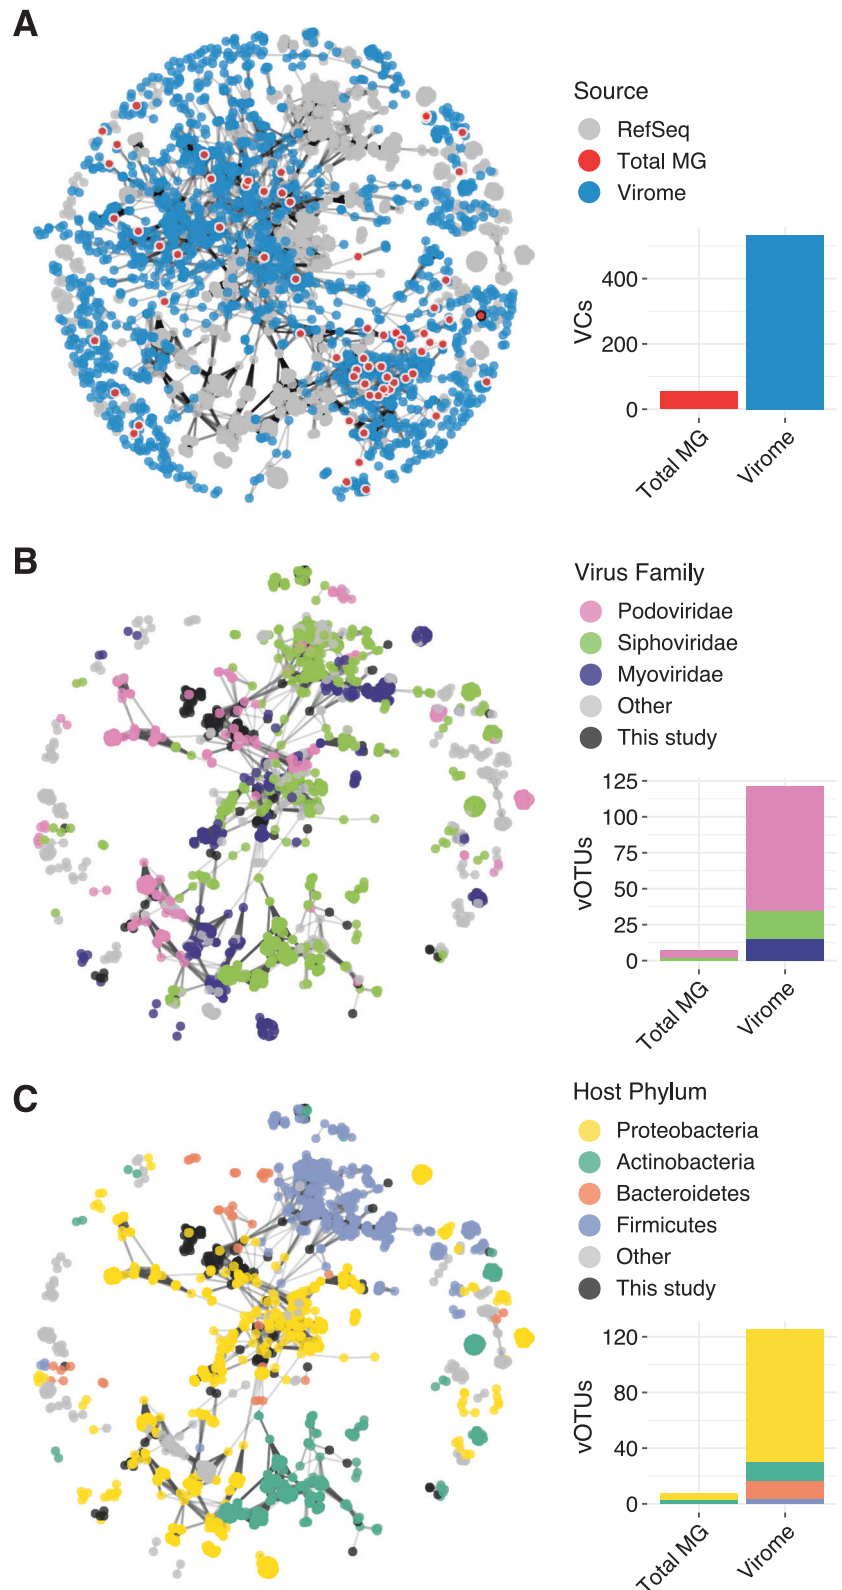 A
Source
RefSeq
Total MG
Virome
VCs
400
200
0
Total MG
Virome
B
Virus Family
Podoviridae
Siphoviridae
Myoviridae
Other
This study
vOTUs
125
100
75
50
25
0
Total MG
Virome
C
Host Phylum
Proteobacteria
Actinobacteria
Bacteroidetes
Firmicutes
Other
This study
vOTUs
120
80
40
0
Total MG
Virome